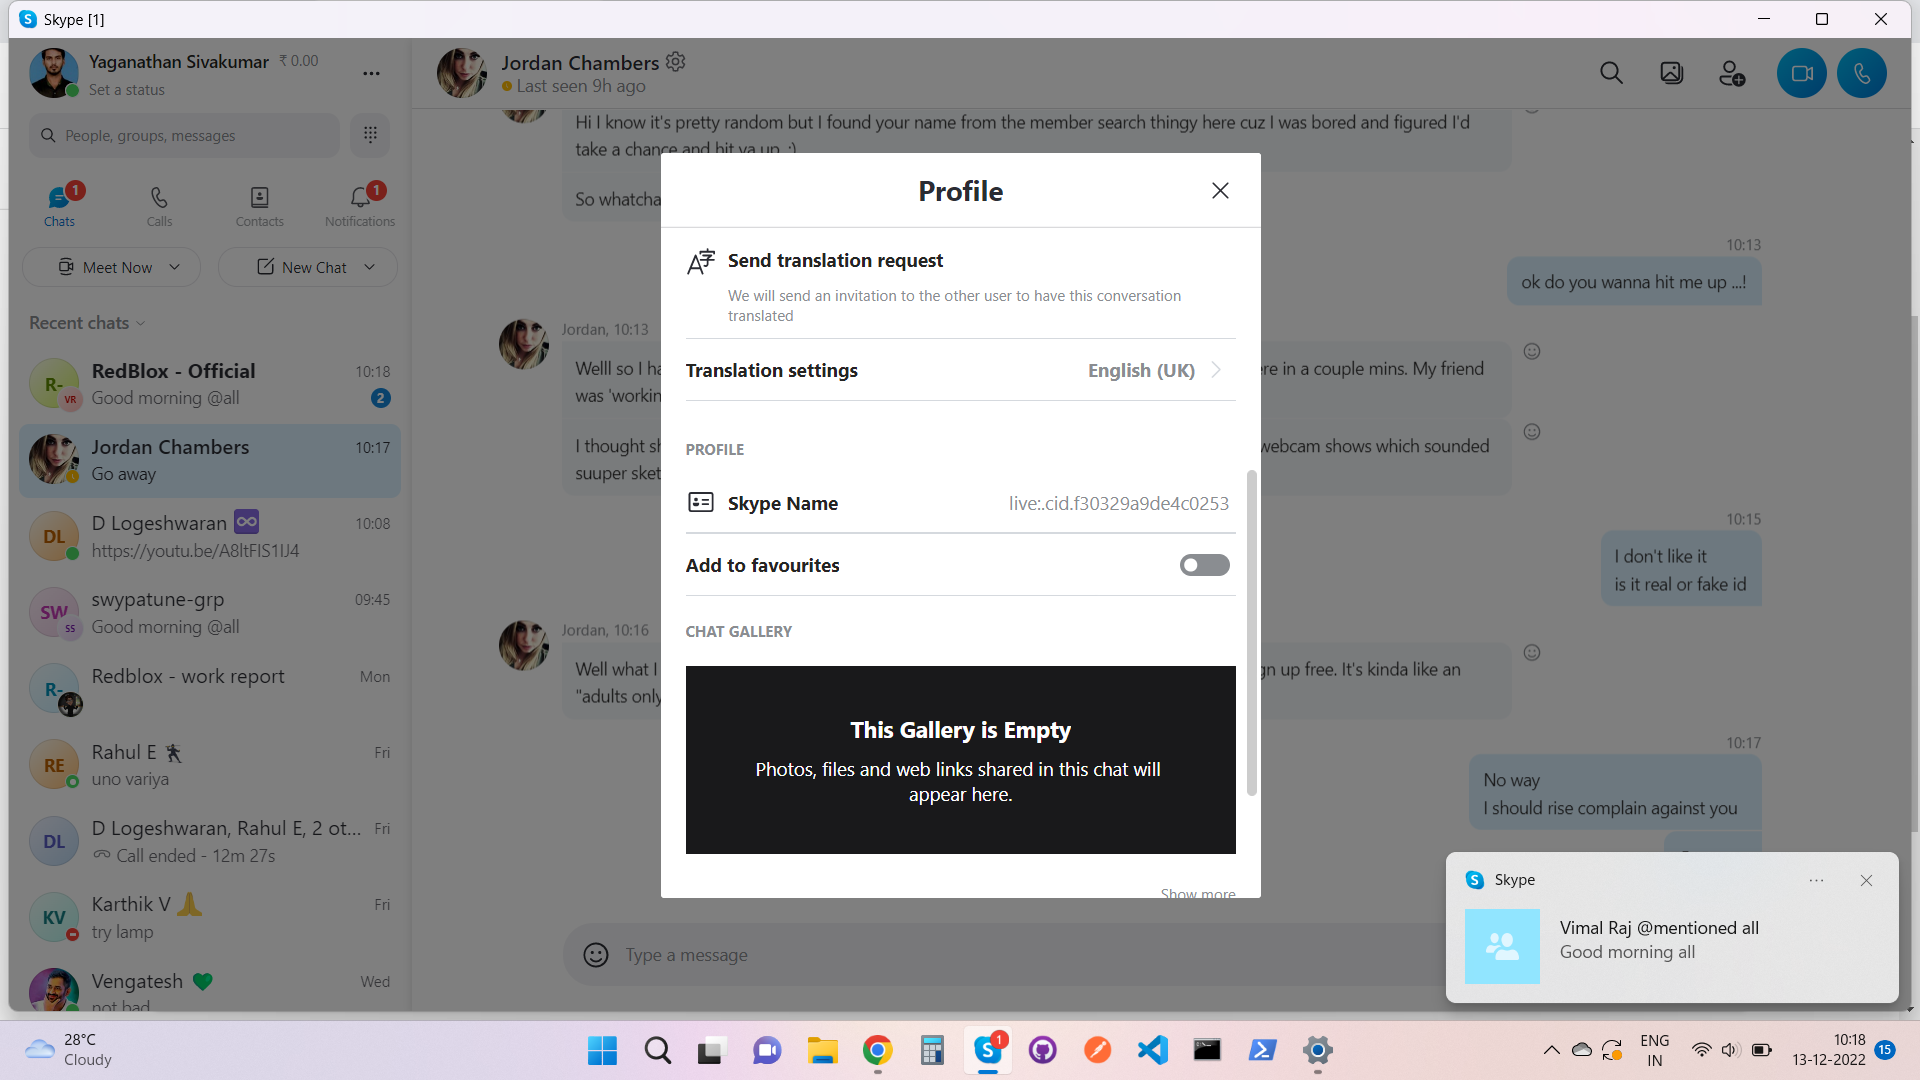 Skype [1]
Yaganathan Sivakumar ₹ 0.00
Set a status
People, groups, messages
1
Chats
Calls
Contacts
1
Notifications
Meet Now
New Chat
Recent chats
R-
VR
RedBlox - Official 10:18
Good morning @all 2
Jordan Chambers 10:17
Go away
DL
D Logeshwaran 10:08
https://youtu.be/A8ltFIS1IJ4
SW
SS
swypatune-grp 09:45
Good morning @all
R-
Redblox - work report Mon
RE
Rahul E Fri
uno variya
DL
D Logeshwaran, Rahul E, 2 ot... Fri
Call ended - 12m 27s
KV
Karthik V Fri
try lamp
Vengatesh Wed
not bad
Jordan Chambers
Last seen 9h ago
Hi I know it's pretty random but I found your name from the member search thingy here cuz I was bored and figured I'd
take a chance and hit ya up. :)
So whatcha
10:13
ok do you wanna hit me up ...!
Jordan, 10:13
Welll so I ha
re in a couple mins. My friend
was 'workin
I thought sh
webcam shows which sounded
suuper sket
10:15
I don't like it
is it real or fake id
Jordan, 10:16
Well what I
gn up free. It's kinda like an
"adults only
10:17
No way
I should rise complain against you
Type a message
Profile
Send translation request
We will send an invitation to the other user to have this conversation
translated
Translation settings English (UK)
PROFILE
Skype Name live:.cid.f30329a9de4c0253
Add to favourites
CHAT GALLERY
This Gallery is Empty
Photos, files and web links shared in this chat will
appear here.
Show more
Skype
Vimal Raj @mentioned all
Good morning all
28°C
Cloudy
1
ENG
IN
10:18
13-12-2022
15